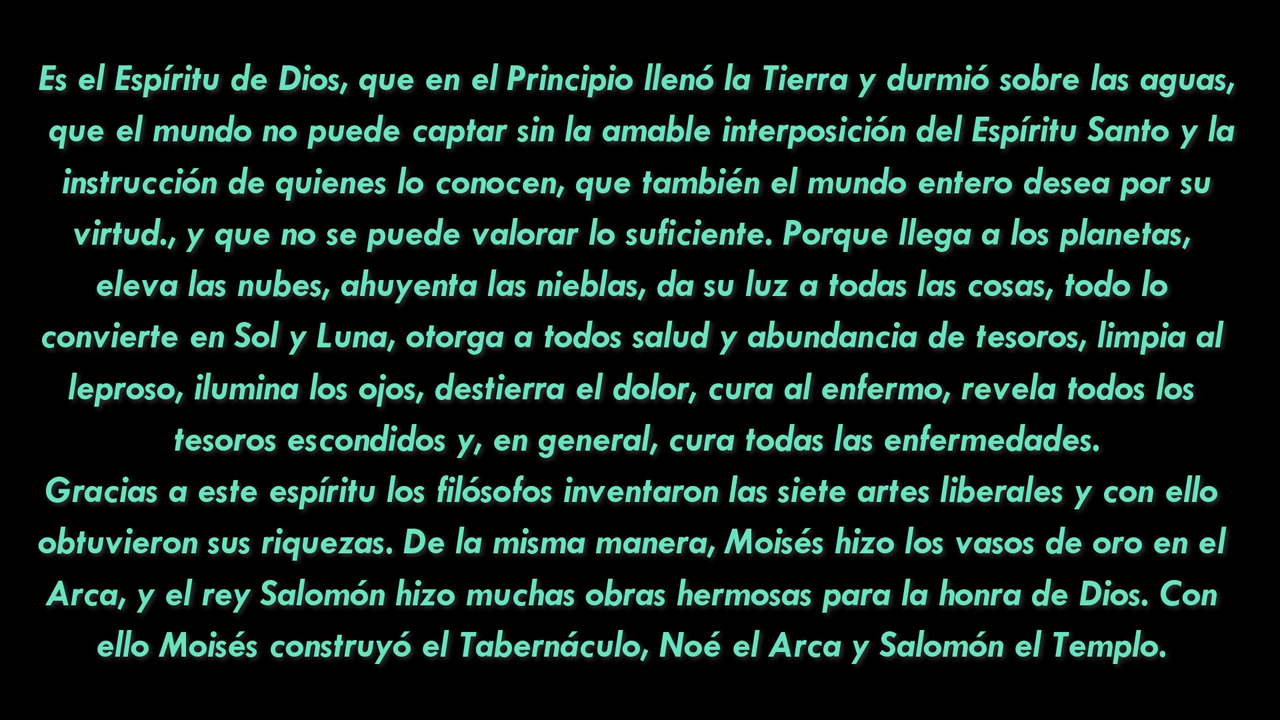 Es el Espíritu de Dios, que en el Principio llenó la Tierra y durmió sobre las aguas,
que el mundo no puede captar sin la amable interposición del Espíritu Santo y la
instrucción de quienes lo conocen, que también el mundo entero desea por su
virtud., y que no se puede valorar lo suficiente. Porque llega a los planetas,
eleva las nubes, ahuyenta las nieblas, da su luz a todas las cosas, todo lo
convierte en Sol y Luna, otorga a todos salud y abundancia de tesoros, limpia al
leproso, ilumina los ojos, destierra el dolor, cura al enfermo, revela todos los
tesoros escondidos y, en general, cura todas las enfermedades.
Gracias a este espíritu los filósofos inventaron las siete artes liberales y con ello
obtuvieron sus riquezas. De la misma manera, Moisés hizo los vasos de oro en el
Arca, y el rey Salomón hizo muchas obras hermosas para la honra de Dios. Con
ello Moisés construyó el Tabernáculo, Noé el Arca y Salomón el Templo.